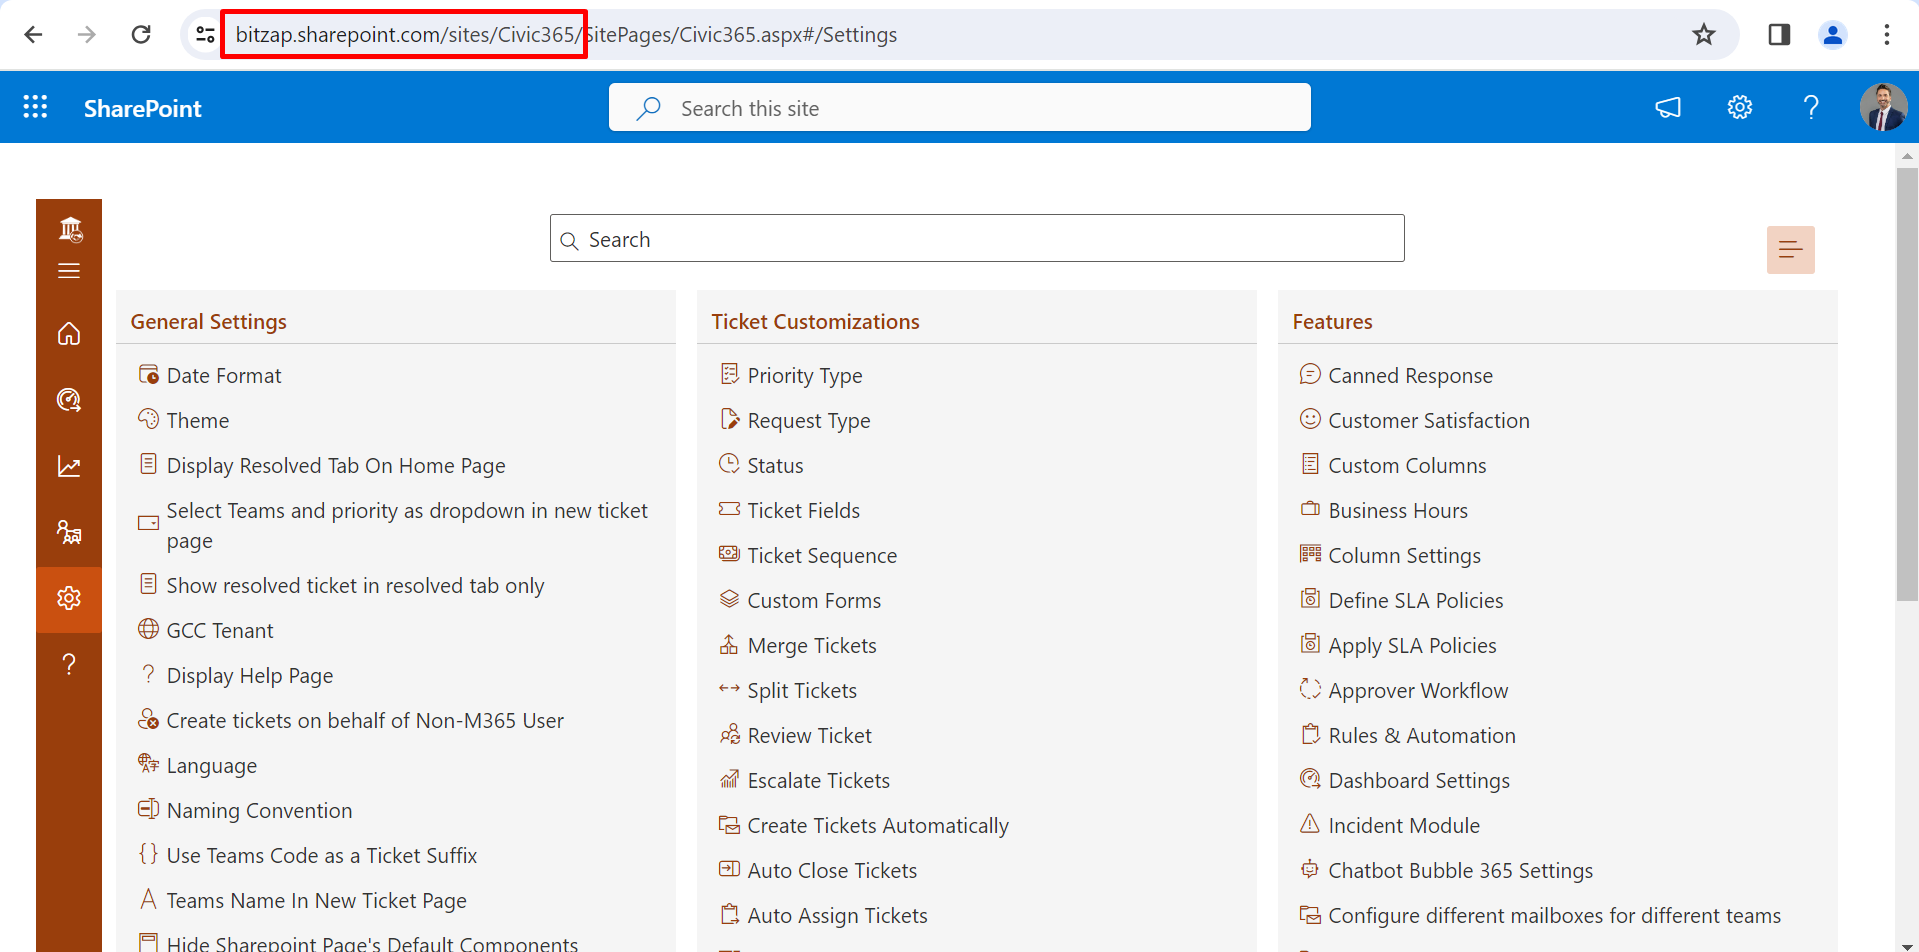 bitzap.sharepoint.com/sites/Civic365/SitePages/Civic365.aspx#/Settings
SharePoint
Search this site
Search
General Settings
Date Format
Theme
Display Resolved Tab On Home Page
Select Teams and priority as dropdown in new ticket
page
Show resolved ticket in resolved tab only
GCC Tenant
Display Help Page
Create tickets on behalf of Non-M365 User
Language
Naming Convention
Use Teams Code as a Ticket Suffix
Teams Name In New Ticket Page
Hide Sharepoint Page's Default Components
Ticket Customizations
Priority Type
Request Type
Status
Ticket Fields
Ticket Sequence
Custom Forms
Merge Tickets
Split Tickets
Review Ticket
Escalate Tickets
Create Tickets Automatically
Auto Close Tickets
Auto Assign Tickets
Features
Canned Response
Customer Satisfaction
Custom Columns
Business Hours
Column Settings
Define SLA Policies
Apply SLA Policies
Approver Workflow
Rules & Automation
Dashboard Settings
Incident Module
Chatbot Bubble 365 Settings
Configure different mailboxes for different teams